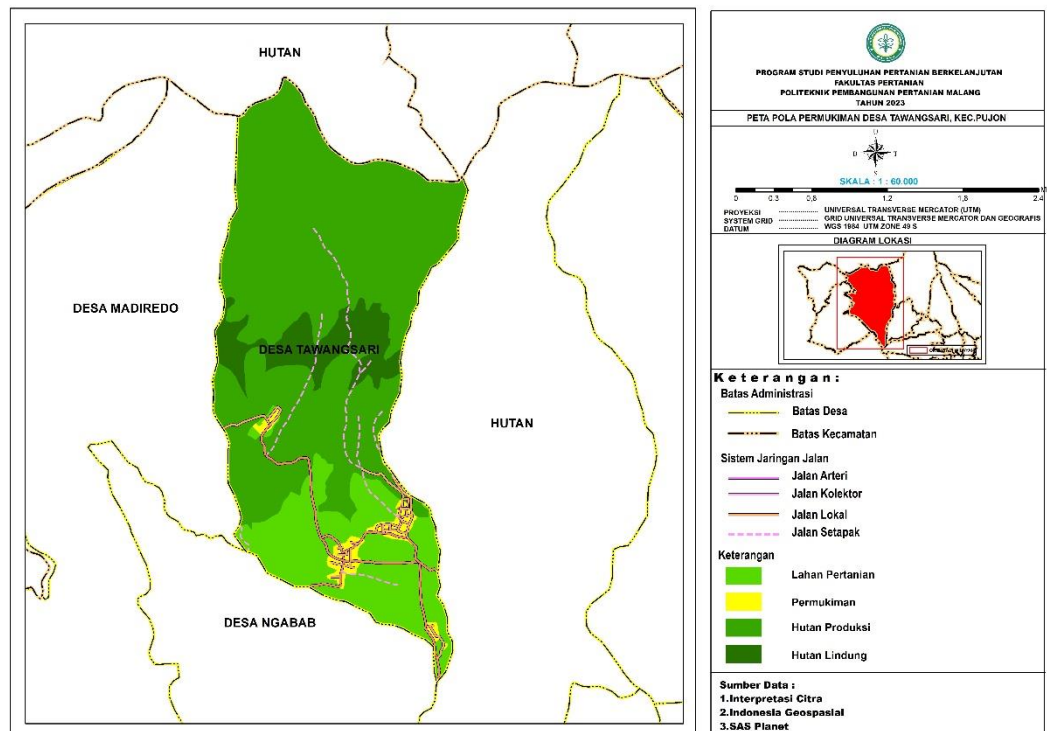 HUTAN
DESA MADIREDO
DESA TAWANGSARI
HUTAN
DESA NGABAB
PROGRAM STUDI PENYULUHAN PERTANIAN BERKELANJUTAN
FAKULTAS PERTANIAN
POLITEKNIK PEMBANGUNAN PERTANIAN MALANG
TAHUN 2023
PETA POLA PERMUKIMAN DESA TAWANGSARI, KEC.PUJON
U
B T
S
SKALA : 1 : 60.000
0 0.3 0,6 1,2 1,8 2,4
PROYEKSI .................. UNIVERSAL TRANSVERSE MERCATOR (UTM)
SYSTEM GRID .................. GRID UNIVERSAL TRANSVERSE MERCATOR DAN GEOGRAFIS
DATUM .................. WGS 1984 UTM ZONE 49 S
DIAGRAM LOKASI
Keterangan:
Batas Administrasi
Batas Desa
Batas Kecamatan
Sistem Jaringan Jalan
Jalan Arteri
Jalan Kolektor
Jalan Lokal
Jalan Setapak
Keterangan
Lahan Pertanian
Permukiman
Hutan Produksi
Hutan Lindung
Sumber Data :
1.Interpretasi Citra
2.Indonesia Geospasial
3.SAS Planet